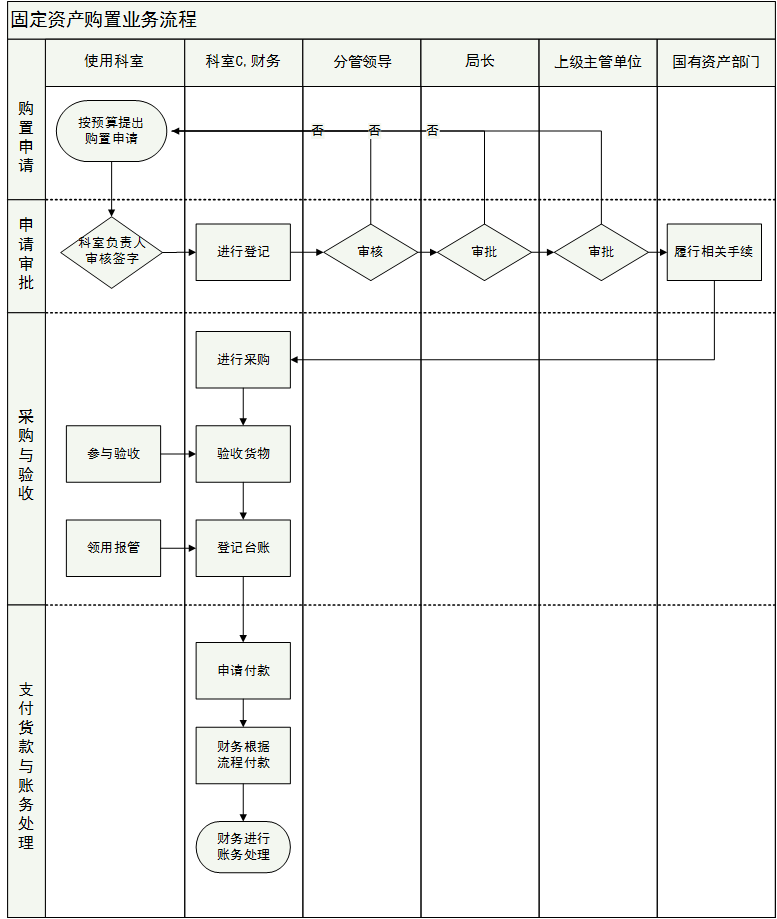 固定资产购置业务流程
使用科室
科室C,财务
分管领导
局长
上级主管单位
国有资产部门
购置申请
按预算提出
购置申请
否
否
否
申请审批
科室负责人
审核签字
进行登记
审核
审批
审批
履行相关手续
采购与验收
进行采购
参与验收
验收货物
领用报管
登记台账
支付货款与账务处理
申请付款
财务根据
流程付款
财务进行
账务处理